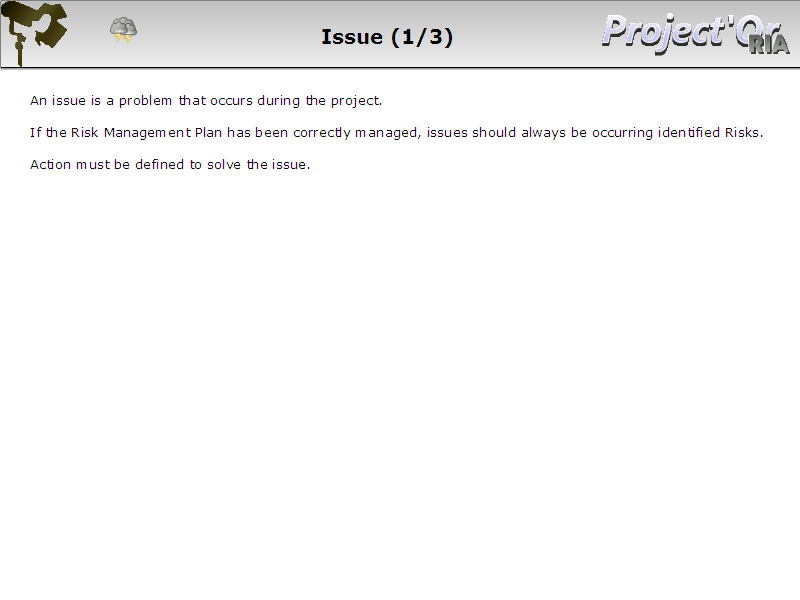 Issue (1/3)
Project'Or
RIA
An issue is a problem that occurs during the project.
If the Risk Management Plan has been correctly managed, issues should always be occurring identified Risks.
Action must be defined to solve the issue.